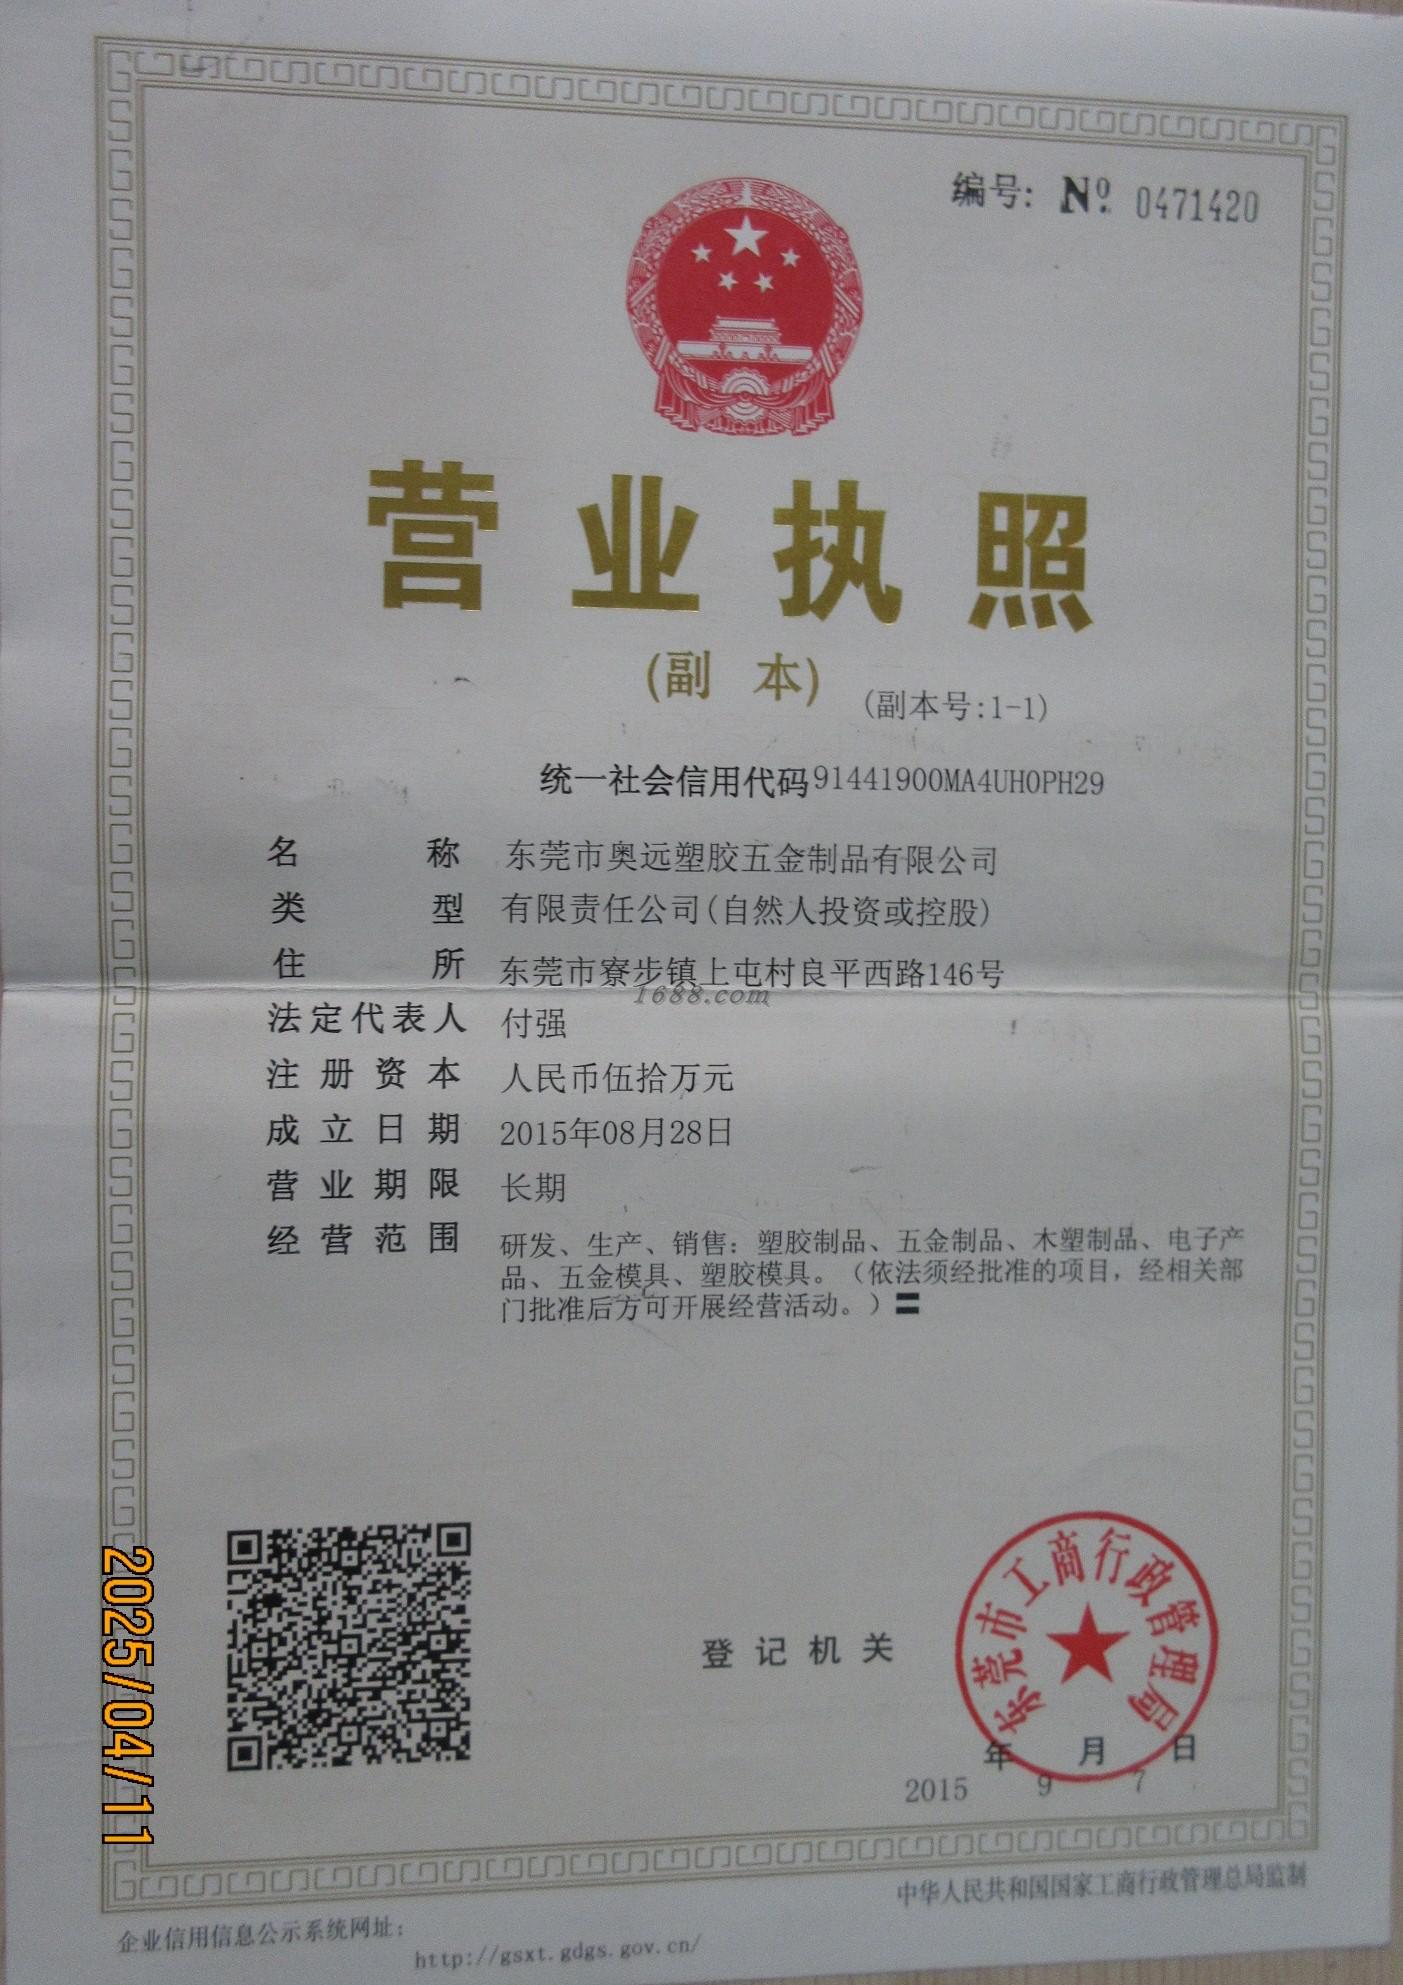 编号: № 0471420
营业执照
(副 本) (副本号:1-1)
统一社会信用代码91441900MA4UH0PH29
名 称 东莞市奥远塑胶五金制品有限公司
类 型 有限责任公司(自然人投资或控股)
住 所 东莞市寮步镇上屯村良平西路146号
1688.com
法定代表人 付强
注册资本 人民币伍拾万元
成立日期 2015年08月28日
营业期限 长期
经营范围 研发、生产、销售：塑胶制品、五金制品、木塑制品、电子产
品、五金模具、塑胶模具。（依法须经批准的项目，经相关部
门批准后方可开展经营活动。）〓
登记机关
东莞市工商行政管理局
年 月 日
2015 9 7
2025/04/11
中华人民共和国国家工商行政管理总局监制
企业信用信息公示系统网址：
http://gsxt.gdgs.gov.cn/